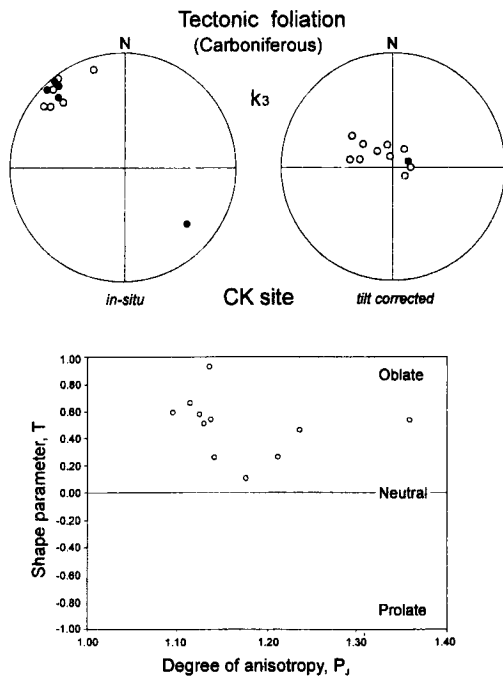 Tectonic foliation
(Carboniferous)
N
N
k3
in-situ
CK site
tilt corrected
1.00
0.80
0.60
0.40
0.20
0.00
-0.20
-0.40
-0.60
-0.80
-1.00
Shape parameter, T
Oblate
Neutral
Prolate
1.00
1.10
1.20
1.30
1.40
Degree of anisotropy, PJ